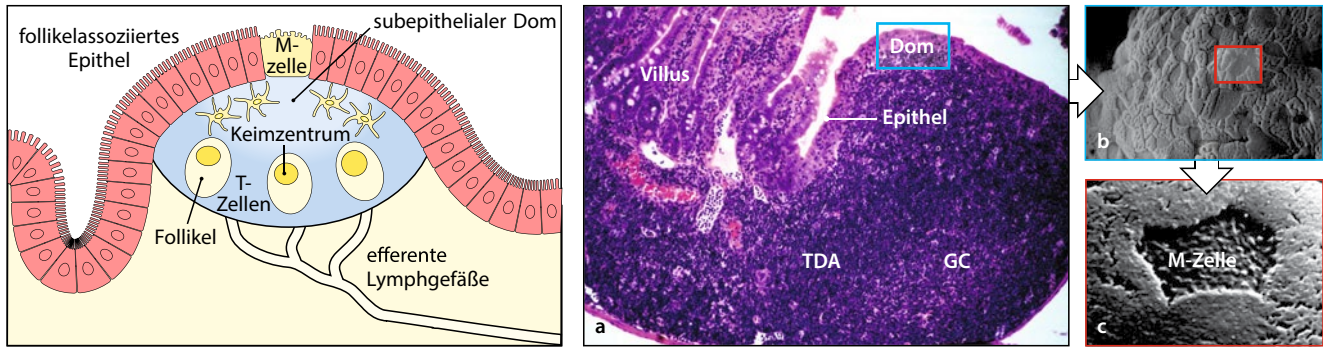 follikelassoziiertes
Epithel
M-
zelle
subepithelialer Dom
Keimzentrum
T-
Zellen
Follikel
efferente
Lymphgefäße
Villus
Dom
Epithel
TDA
GC
a
b
M-Zelle
c